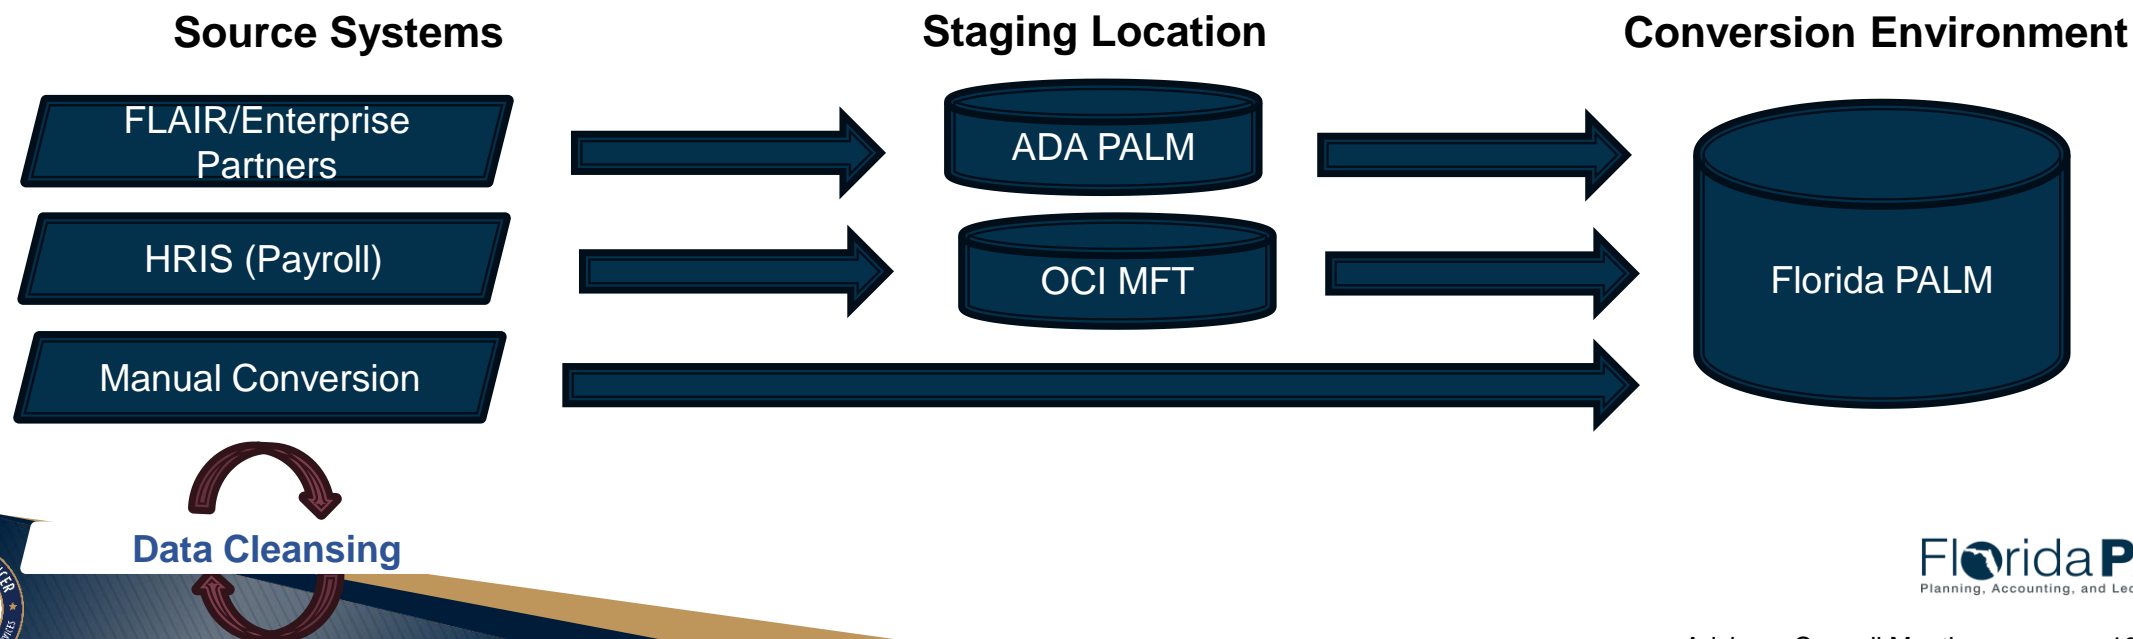 Source Systems
Staging Location
Conversion Environment
FLAIR/Enterprise
Partners
ADA PALM
HRIS (Payroll)
OCI MFT
Florida PALM
Manual Conversion
Data Cleansing
Florida P
Planning, Accounting, and